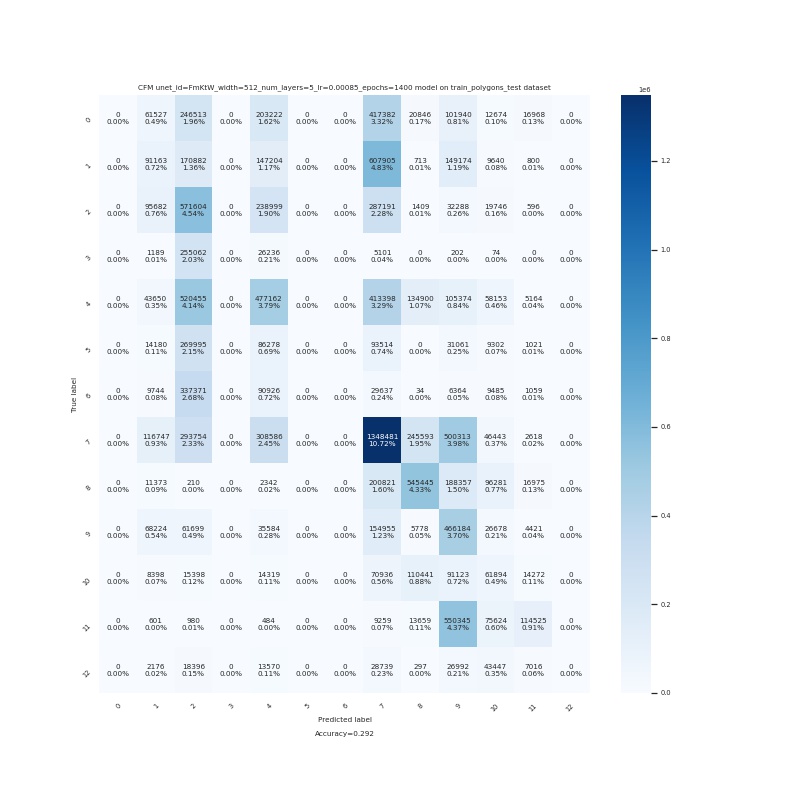 CFM unet_id=FmKtW_width=512_num_layers=5_lr=0.00085_epochs=1400 model on train_polygons_test dataset
1e6
0 61527 246513 0 203222 0 0 417382 20846 101940 12674 16968 0
0.00% 0.49% 1.96% 0.00% 1.62% 0.00% 0.00% 3.32% 0.17% 0.81% 0.10% 0.13% 0.00%
0
0 91163 170882 0 147204 0 0 607905 713 149174 9640 800 0
0.00% 0.72% 1.36% 0.00% 1.17% 0.00% 0.00% 4.83% 0.01% 1.19% 0.08% 0.01% 0.00%
1
1.2
0 95682 571604 0 238999 0 0 287191 1409 32288 19746 596 0
0.00% 0.76% 4.54% 0.00% 1.90% 0.00% 0.00% 2.28% 0.01% 0.26% 0.16% 0.00% 0.00%
2
1.0
0 1189 255062 0 26236 0 0 5101 0 202 74 0 0
0.00% 0.01% 2.03% 0.00% 0.21% 0.00% 0.00% 0.04% 0.00% 0.00% 0.00% 0.00% 0.00%
3
0 43650 520455 0 477162 0 0 413398 134900 105374 58153 5164 0
0.00% 0.35% 4.14% 0.00% 3.79% 0.00% 0.00% 3.29% 1.07% 0.84% 0.46% 0.04% 0.00%
4
0.8
0 14180 269995 0 86278 0 0 93514 0 31061 9302 1021 0
0.00% 0.11% 2.15% 0.00% 0.69% 0.00% 0.00% 0.74% 0.00% 0.25% 0.07% 0.01% 0.00%
5
0 9744 337371 0 90926 0 0 29637 34 6364 9485 1059 0
0.00% 0.08% 2.68% 0.00% 0.72% 0.00% 0.00% 0.24% 0.00% 0.05% 0.08% 0.01% 0.00%
6
True label
0.6
0 116747 293754 0 308586 0 0 1348481 245593 500313 46443 2618 0
0.00% 0.93% 2.33% 0.00% 2.45% 0.00% 0.00% 10.72% 1.95% 3.98% 0.37% 0.02% 0.00%
7
0 11373 210 0 2342 0 0 200821 545445 188357 96281 16975 0
0.00% 0.09% 0.00% 0.00% 0.02% 0.00% 0.00% 1.60% 4.33% 1.50% 0.77% 0.13% 0.00%
8
0.4
0 68224 61699 0 35584 0 0 154955 5778 466184 26678 4421 0
0.00% 0.54% 0.49% 0.00% 0.28% 0.00% 0.00% 1.23% 0.05% 3.70% 0.21% 0.04% 0.00%
9
0 8398 15398 0 14319 0 0 70936 110441 91123 61894 14272 0
0.00% 0.07% 0.12% 0.00% 0.11% 0.00% 0.00% 0.56% 0.88% 0.72% 0.49% 0.11% 0.00%
10
0.2
0 601 980 0 484 0 0 9259 13659 550345 75624 114525 0
0.00% 0.00% 0.01% 0.00% 0.00% 0.00% 0.00% 0.07% 0.11% 4.37% 0.60% 0.91% 0.00%
11
0 2176 18396 0 13570 0 0 28739 297 26992 43447 7016 0
0.00% 0.02% 0.15% 0.00% 0.11% 0.00% 0.00% 0.23% 0.00% 0.21% 0.35% 0.06% 0.00%
12
0.0
0 1 2 3 4 5 6 7 8 9 10 11 12
Predicted label
Accuracy=0.292